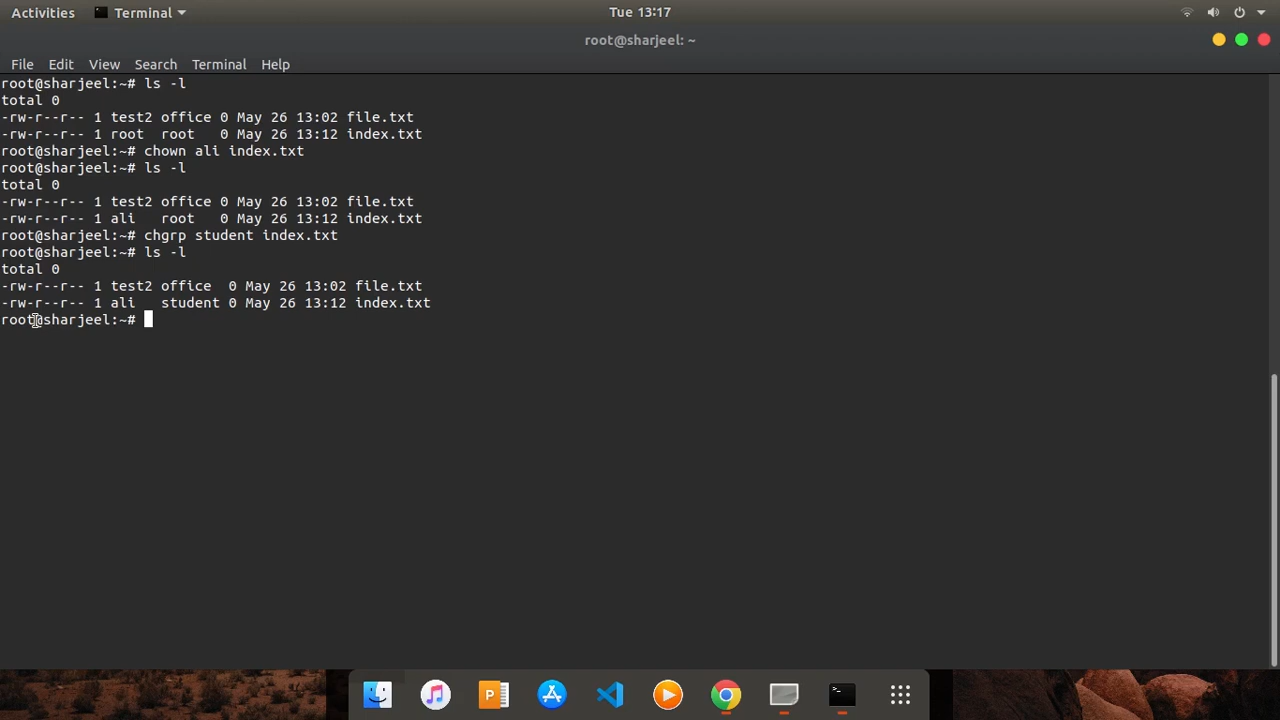 Activities Terminal Tue 13:17
root@sharjeel: ~
File Edit View Search Terminal Help
root@sharjeel:~# ls -l
total 0
-rw-r--r-- 1 test2 office 0 May 26 13:02 file.txt
-rw-r--r-- 1 root  root   0 May 26 13:12 index.txt
root@sharjeel:~# chown ali index.txt
root@sharjeel:~# ls -l
total 0
-rw-r--r-- 1 test2 office 0 May 26 13:02 file.txt
-rw-r--r-- 1 ali   root   0 May 26 13:12 index.txt
root@sharjeel:~# chgrp student index.txt
root@sharjeel:~# ls -l
total 0
-rw-r--r-- 1 test2 office  0 May 26 13:02 file.txt
-rw-r--r-- 1 ali   student 0 May 26 13:12 index.txt
root@sharjeel:~#
P >_